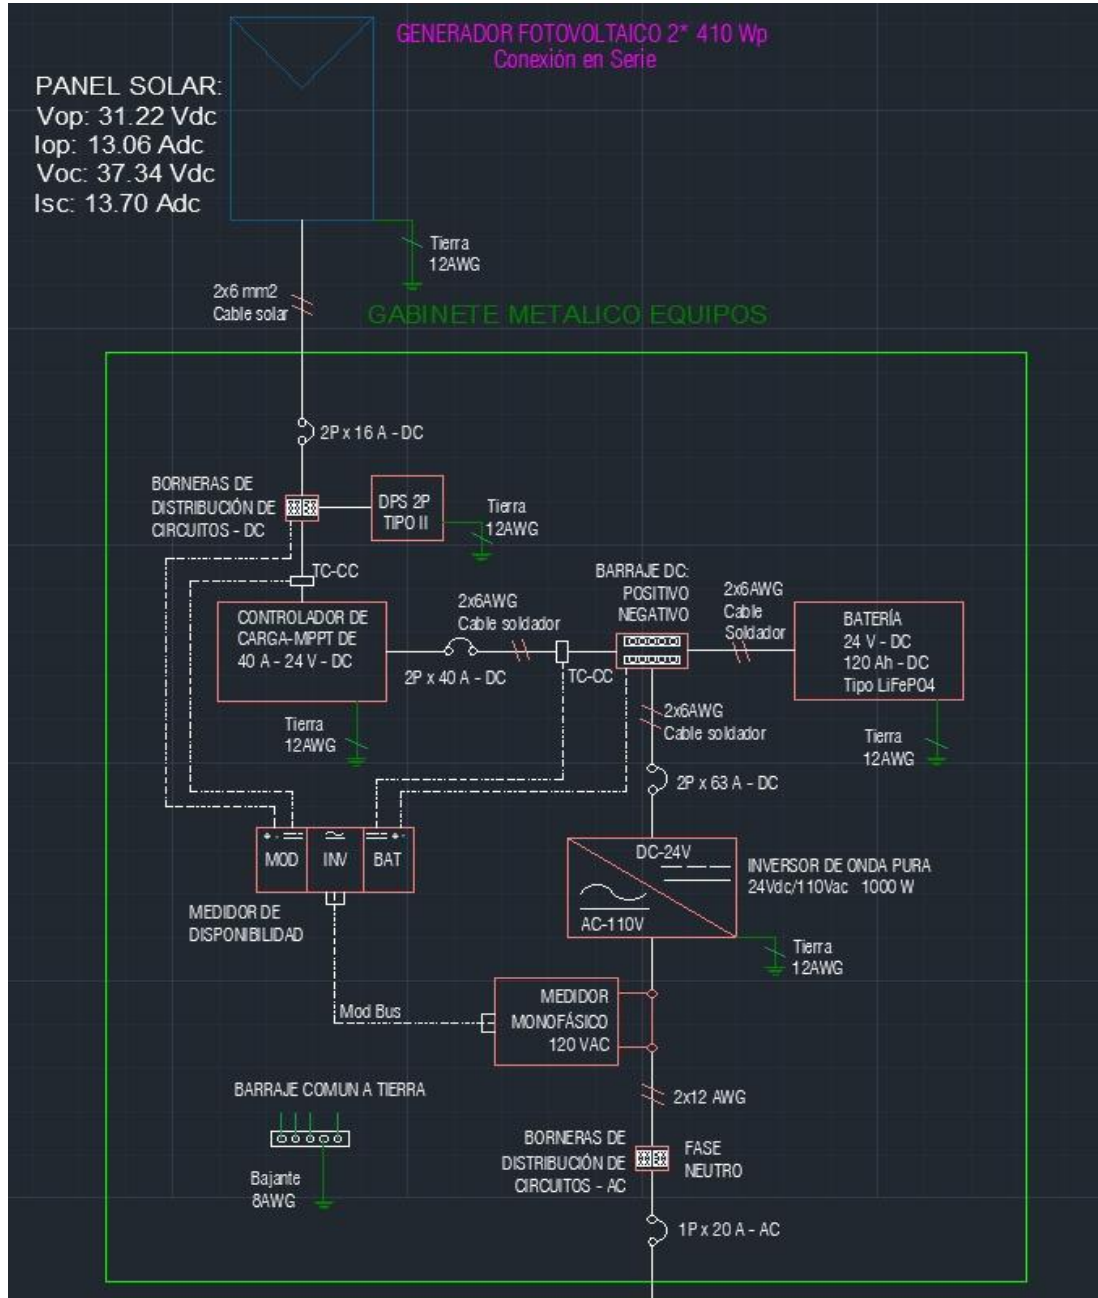 GENERADOR FOTOVOLTAICO 2* 410 Wp
Conexión en Serie
PANEL SOLAR:
Vop: 31.22 Vdc
Iop: 13.06 Adc
Voc: 37.34 Vdc
Isc: 13.70 Adc
Tierra
12AWG
2x6 mm2
Cable solar
GABINETE METALICO EQUIPOS
2P x 16 A - DC
BORNERAS DE
DISTRIBUCIÓN DE
CIRCUITOS - DC
DPS 2P
TIPO II
Tierra
12AWG
TC-CC
CONTROLADOR DE
CARGA-MPPT DE
40 A - 24 V - DC
2x6AWG
Cable soldador
2P x 40 A - DC
TC-CC
BARRAJE DC:
POSITIVO
NEGATIVO
2x6AWG
Cable
Soldador
BATERÍA
24 V - DC
120 Ah - DC
Tipo LiFePO4
Tierra
12AWG
2x6AWG
Cable soldador
Tierra
12AWG
2P x 63 A - DC
MOD
INV
BAT
MEDIDOR DE
DISPONIBILIDAD
DC-24V
AC-110V
INVERSOR DE ONDA PURA
24Vdc/110Vac 1000 W
Tierra
12AWG
Mod Bus
MEDIDOR
MONOFÁSICO
120 VAC
2x12 AWG
BARRAJE COMUN A TIERRA
Bajante
8AWG
BORNERAS DE
DISTRIBUCIÓN DE
CIRCUITOS - AC
FASE
NEUTRO
1P x 20 A - AC